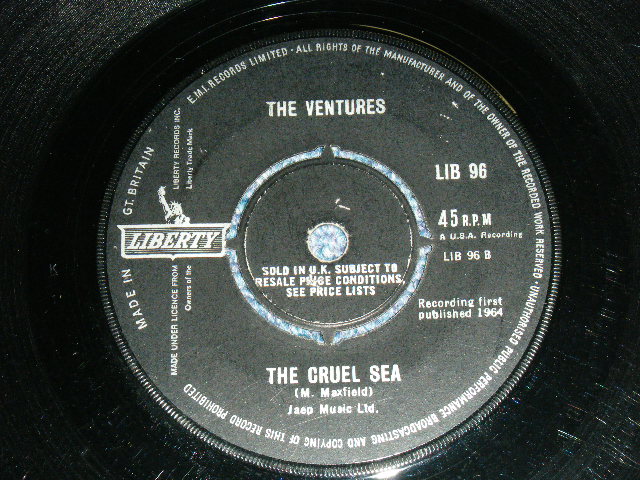 E.M.I. RECORDS LIMITED · ALL RIGHTS OF THE MANUFACTURER AND OF THE OWNER OF THE RECORDED WORK RESERVED · UNAUTHORISED PUBLIC PERFORMANCE BROADCASTING AND COPYING OF THIS RECORD PROHIBITED
MADE IN GT. BRITAIN
THE VENTURES
LIBERTY RECORDS INC.
Liberty Trade Mark
LIBERTY
MADE UNDER LICENCE FROM
Owners of the
LIB 96
45 R.P.M
A U.S.A. Recording
LIB 96 B
SOLD IN U.K. SUBJECT TO
RESALE PRICE CONDITIONS,
SEE PRICE LISTS
Recording first
published 1964
THE CRUEL SEA
(M. Maxfield)
Jaep Music Ltd.